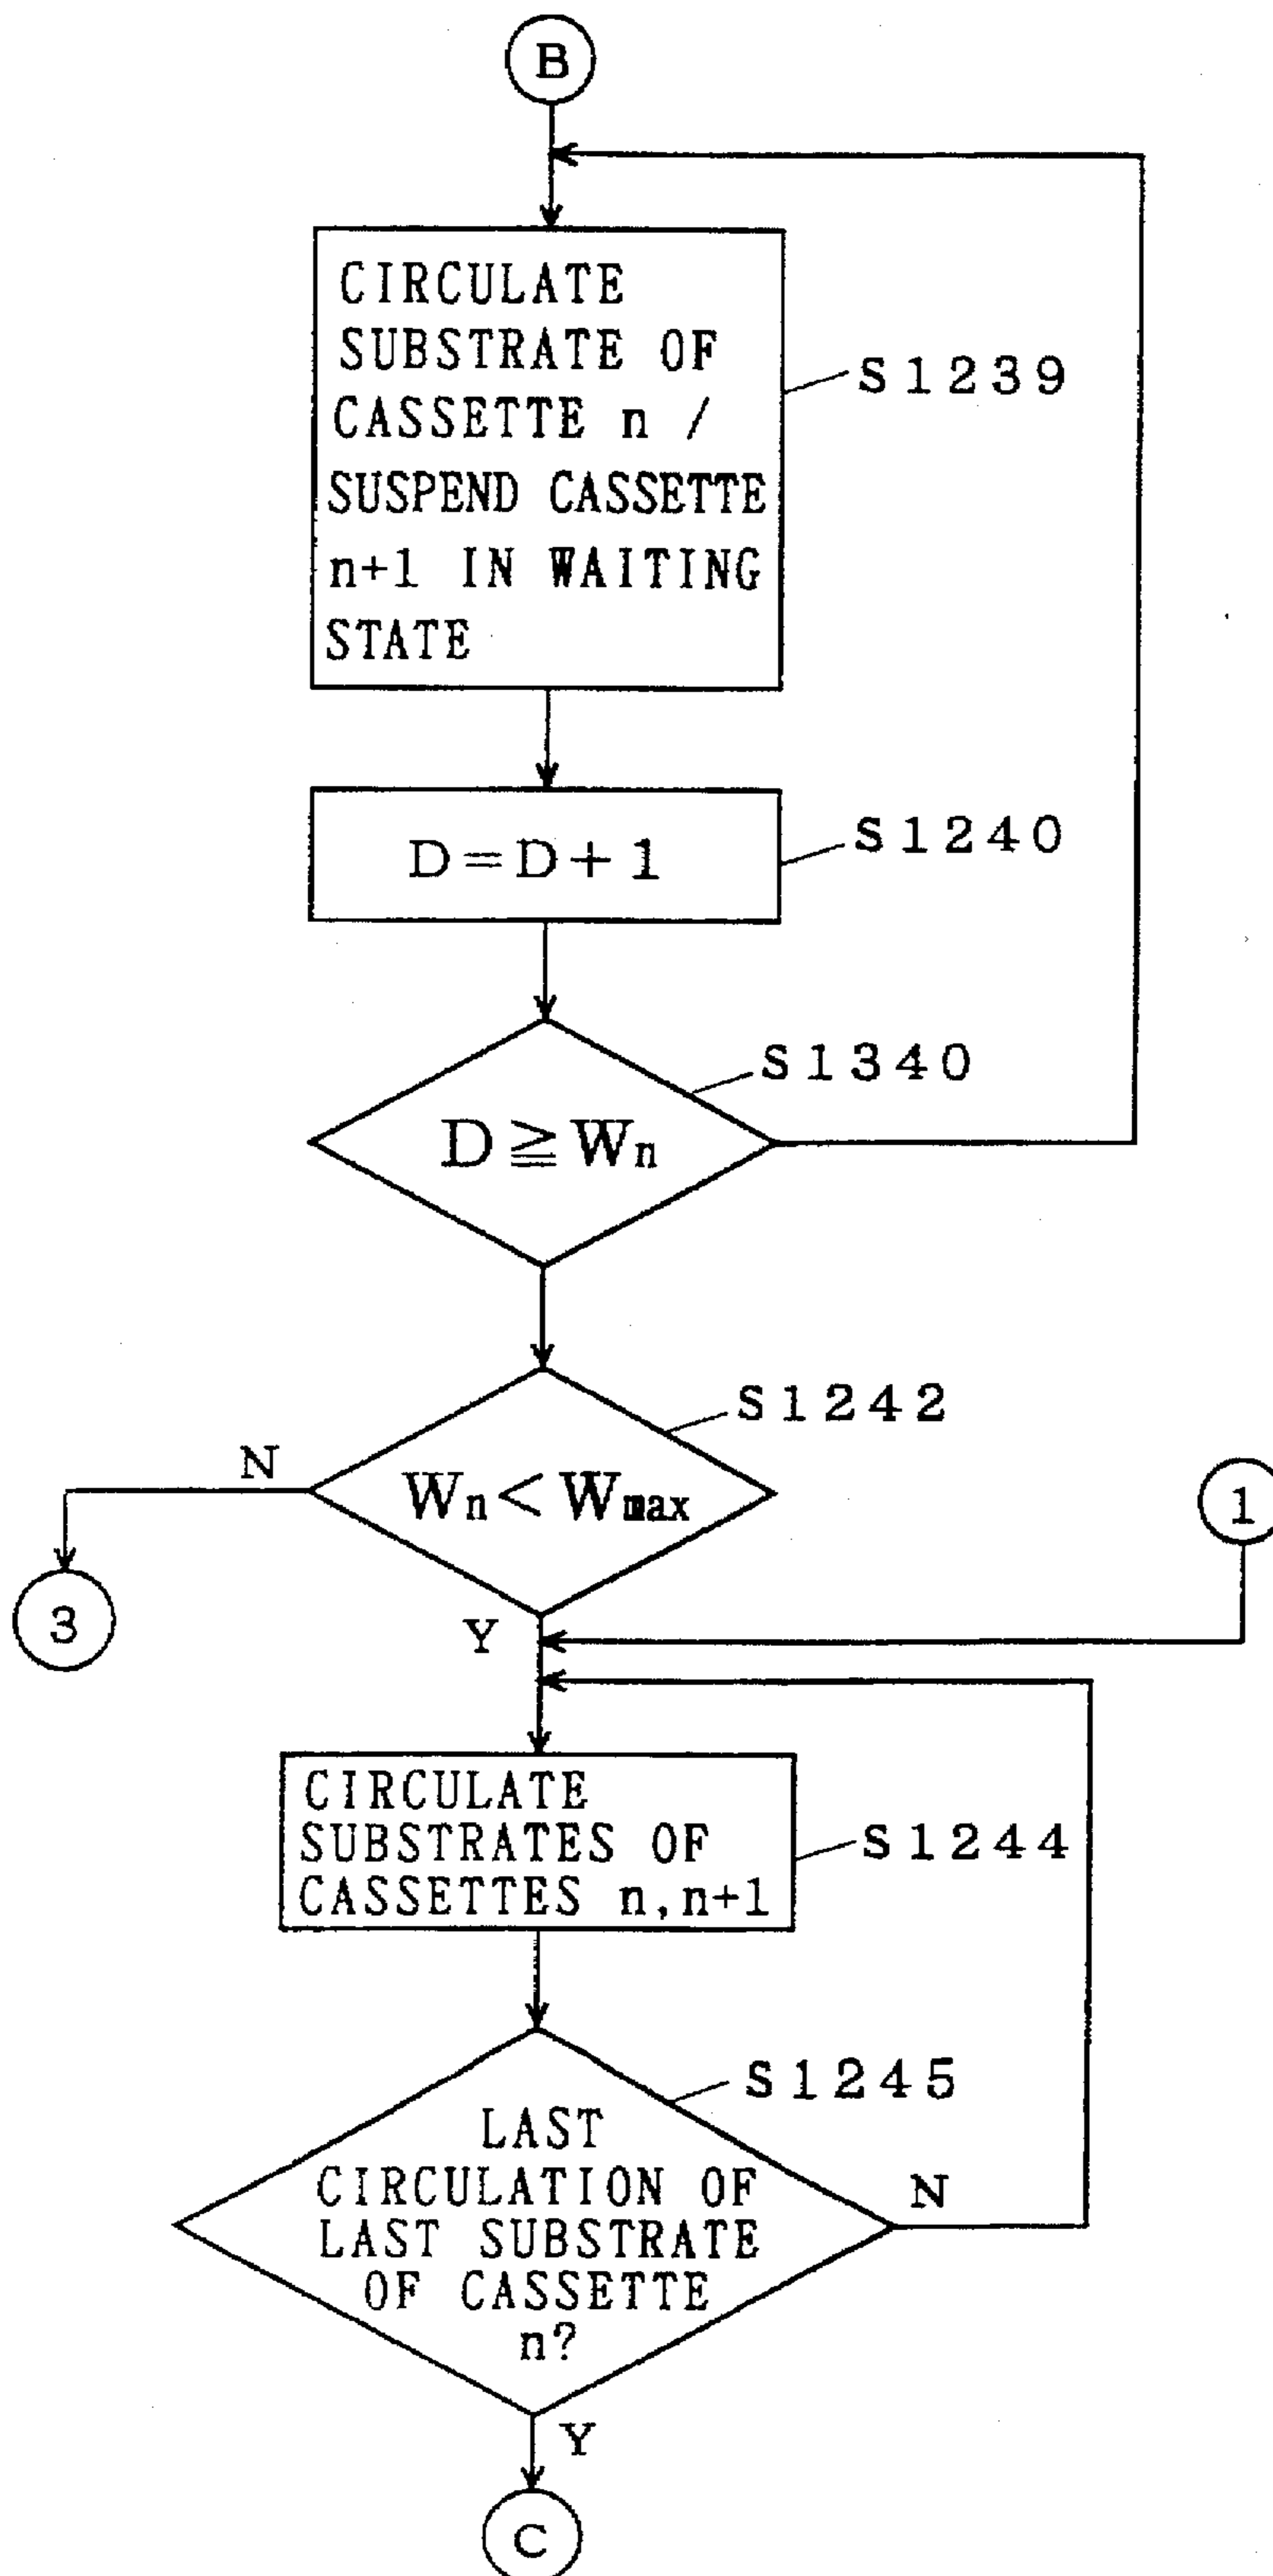 B
CIRCULATE
SUBSTRATE OF
CASSETTE n /
SUSPEND CASSETTE
n+1 IN WAITING
STATE
S1239
D=D+1
S1240
S1340
D≧Wn
S1242
N
Wn<Wmax
1
3
Y
CIRCULATE
SUBSTRATES OF
CASSETTES n,n+1
S1244
S1245
LAST
CIRCULATION OF
LAST SUBSTRATE
OF CASSETTE
n?
N
Y
C